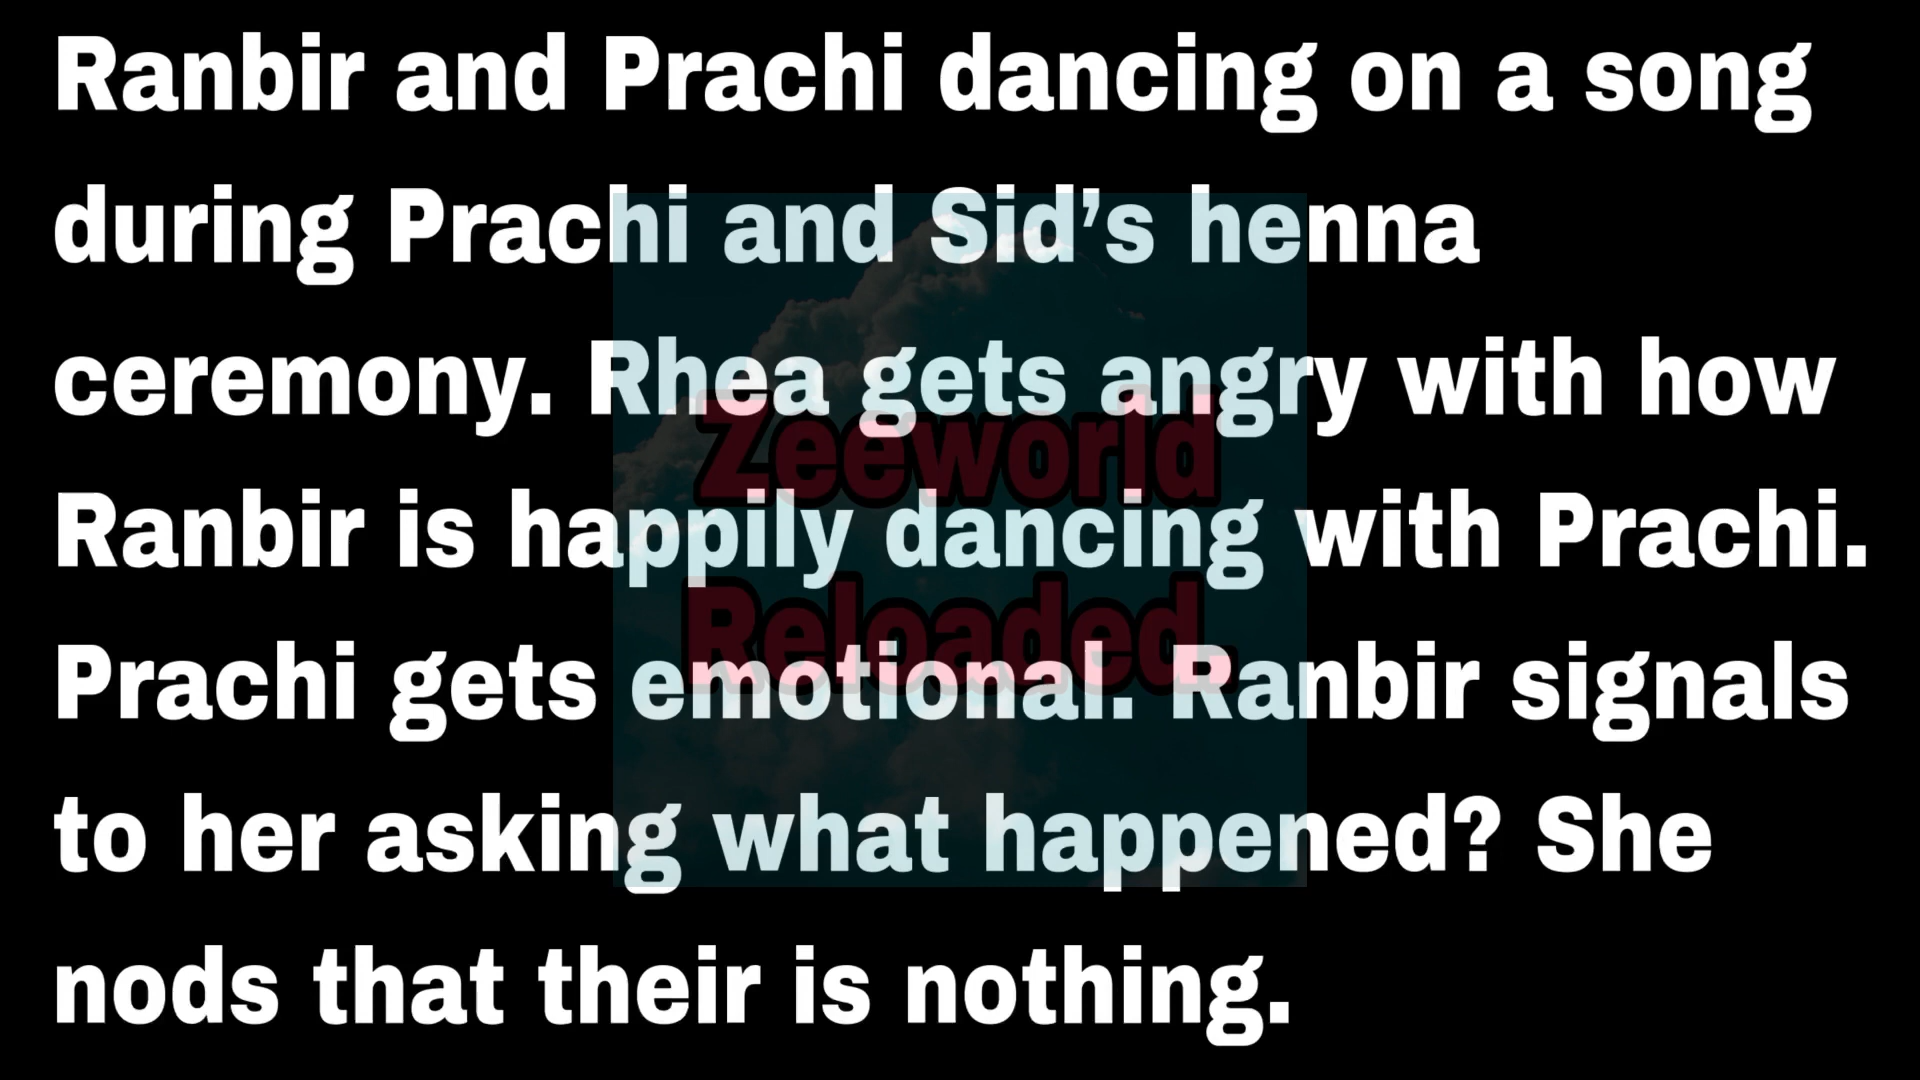 Ranbir and Prachi dancing on a song
during Prachi and Sid’s henna
ceremony. Rhea gets angry with how
Ranbir is happily dancing with Prachi.
Prachi gets emotional. Ranbir signals
to her asking what happened? She
nods that their is nothing.
Zeeworld
Reloaded.